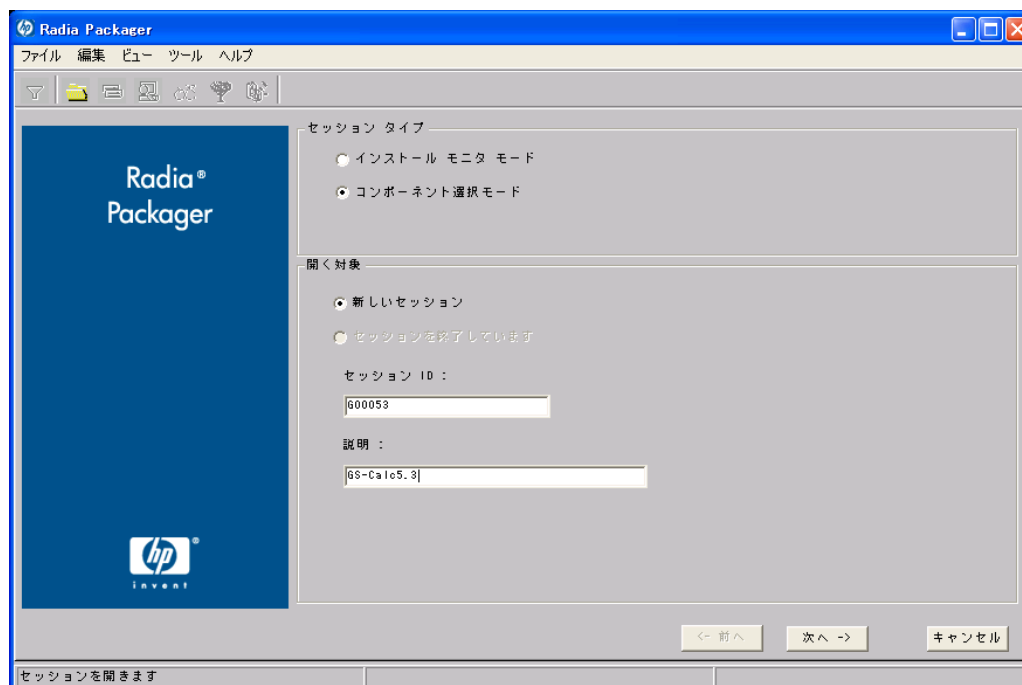 Radia Packager
ファイル 編集 ビュー ツール ヘルプ
Radia®
Packager
hp®
invent
セッション タイプ
インストール モニタ モード
コンポーネント選択モード
開く対象
新しいセッション
セッションを終了しています
セッション ID :
G00053
説明 :
GS-Calc5.3
<- 前へ
次へ ->
キャンセル
セッションを開きます